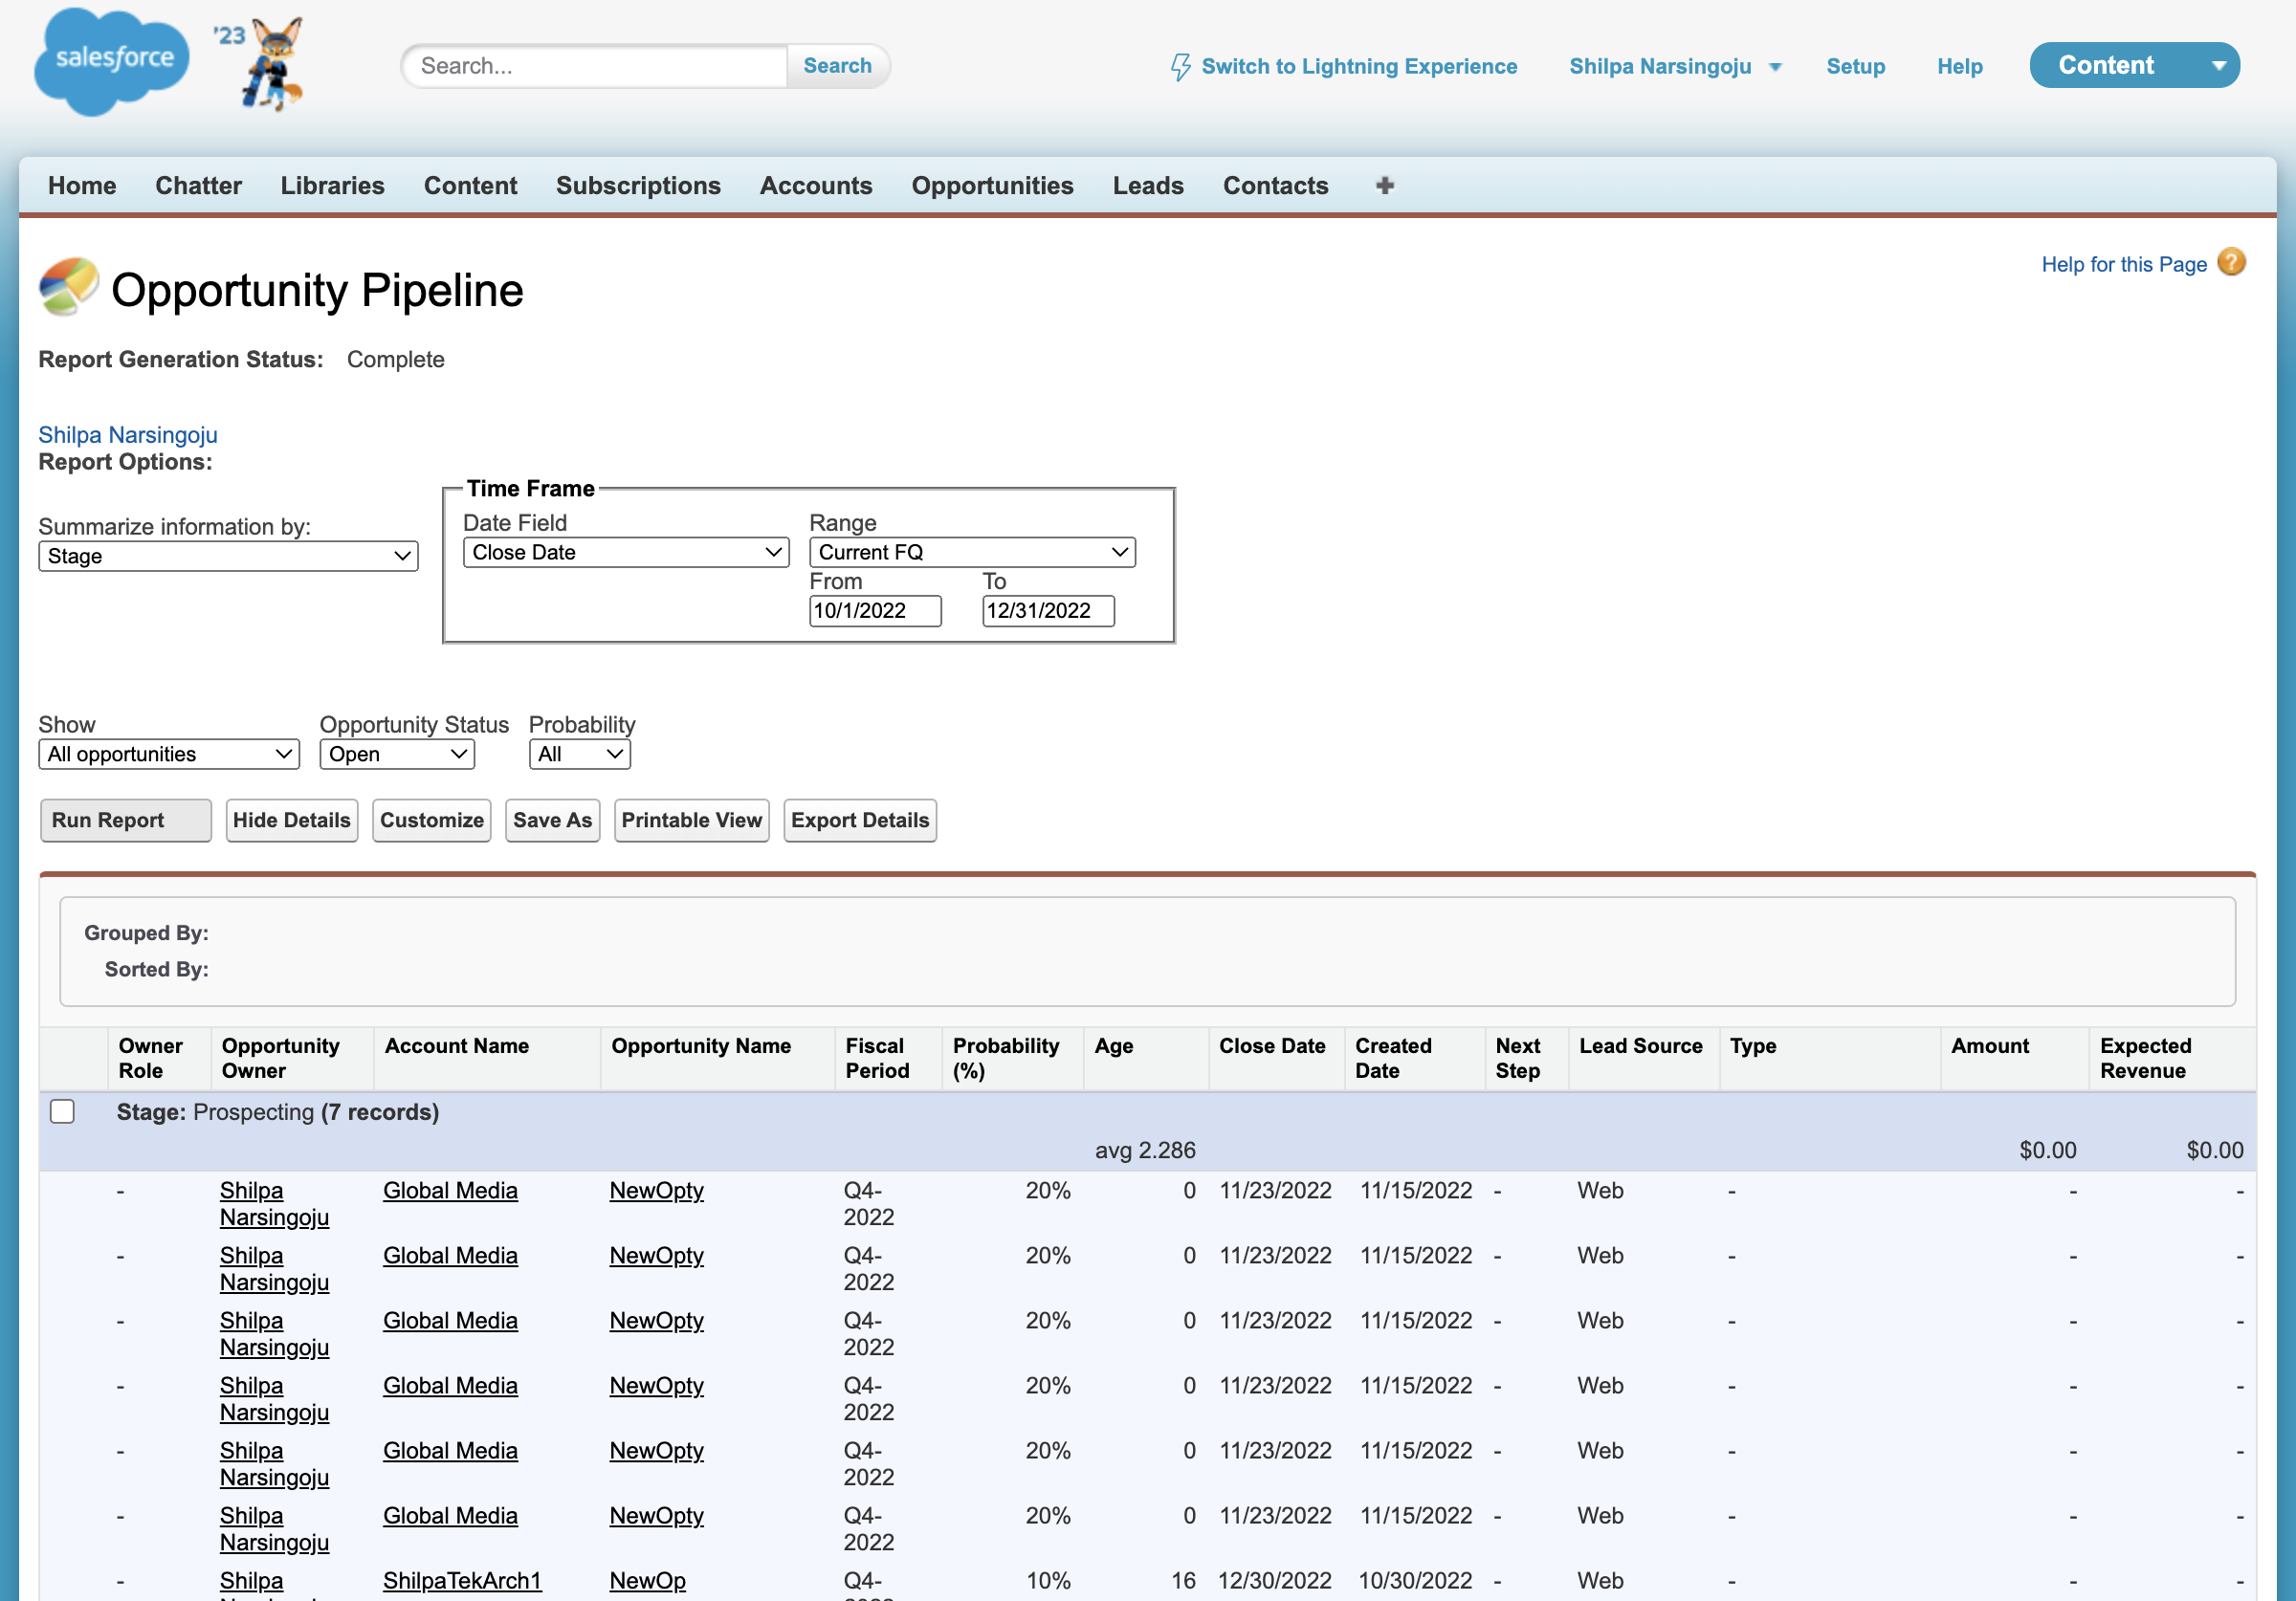 salesforce
'23
Search...
Search
Switch to Lightning Experience
Shilpa Narsingoju
Setup
Help
Content
Home Chatter Libraries Content Subscriptions Accounts Opportunities Leads Contacts
Help for this Page ?
Opportunity Pipeline
Report Generation Status: Complete
Shilpa Narsingoju
Report Options:
Time Frame
Summarize information by:
Stage
Date Field
Close Date
Range
Current FQ
From
10/1/2022
To
12/31/2022
Show
All opportunities
Opportunity Status
Open
Probability
All
Run Report Hide Details Customize Save As Printable View Export Details
Grouped By:
Sorted By:
Owner Role Opportunity Owner Account Name Opportunity Name Fiscal Period Probability (%) Age Close Date Created Date Next Step Lead Source Type Amount Expected Revenue
Stage: Prospecting (7 records)
avg 2.286 $0.00 $0.00
- Shilpa Narsingoju Global Media NewOpty Q4-2022 20% 0 11/23/2022 11/15/2022 - Web - - -
- Shilpa Narsingoju Global Media NewOpty Q4-2022 20% 0 11/23/2022 11/15/2022 - Web - - -
- Shilpa Narsingoju Global Media NewOpty Q4-2022 20% 0 11/23/2022 11/15/2022 - Web - - -
- Shilpa Narsingoju Global Media NewOpty Q4-2022 20% 0 11/23/2022 11/15/2022 - Web - - -
- Shilpa Narsingoju Global Media NewOpty Q4-2022 20% 0 11/23/2022 11/15/2022 - Web - - -
- Shilpa Narsingoju Global Media NewOpty Q4-2022 20% 0 11/23/2022 11/15/2022 - Web - - -
- Shilpa ShilpaTekArch1 NewOp Q4- 10% 16 12/30/2022 10/30/2022 - Web - - -